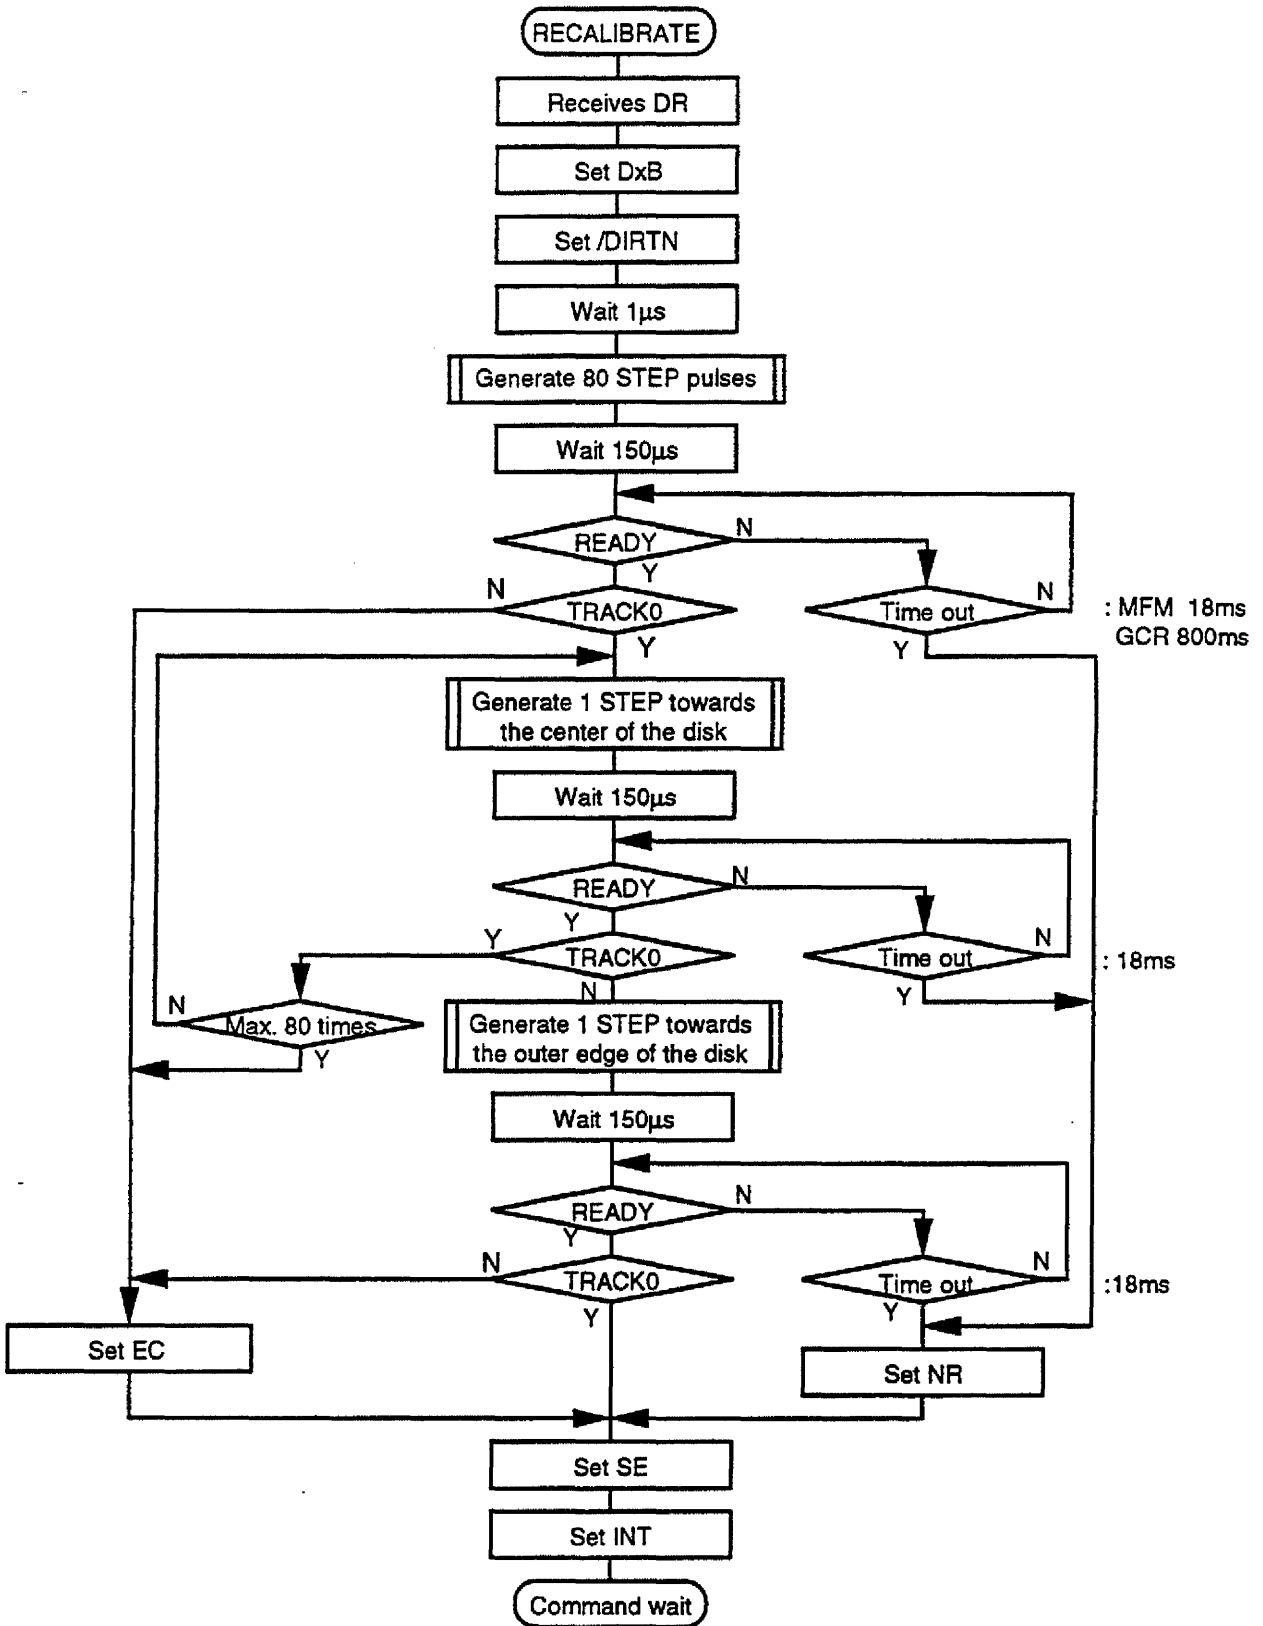 RECALIBRATE
Receives DR
Set DxB
Set /DIRTN
Wait 1µs
Generate 80 STEP pulses
Wait 150µs
READY
N
Y
N
TRACK0
Y
Time out
N
Y
: MFM 18ms
GCR 800ms
Generate 1 STEP towards
the center of the disk
Wait 150µs
READY
N
Y
Y
TRACK0
N
Time out
N
Y
: 18ms
N
Max. 80 times
Y
Generate 1 STEP towards
the outer edge of the disk
Wait 150µs
READY
N
Y
N
TRACK0
Y
Time out
N
Y
:18ms
Set EC
Set NR
Set SE
Set INT
Command wait